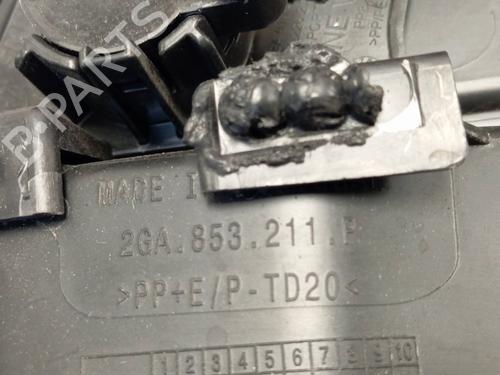 B-PARTS
MADE I
2GA.853.211.P
>PP+E/P-TD20<
1 2 3 4 5 6 7 8 9 10